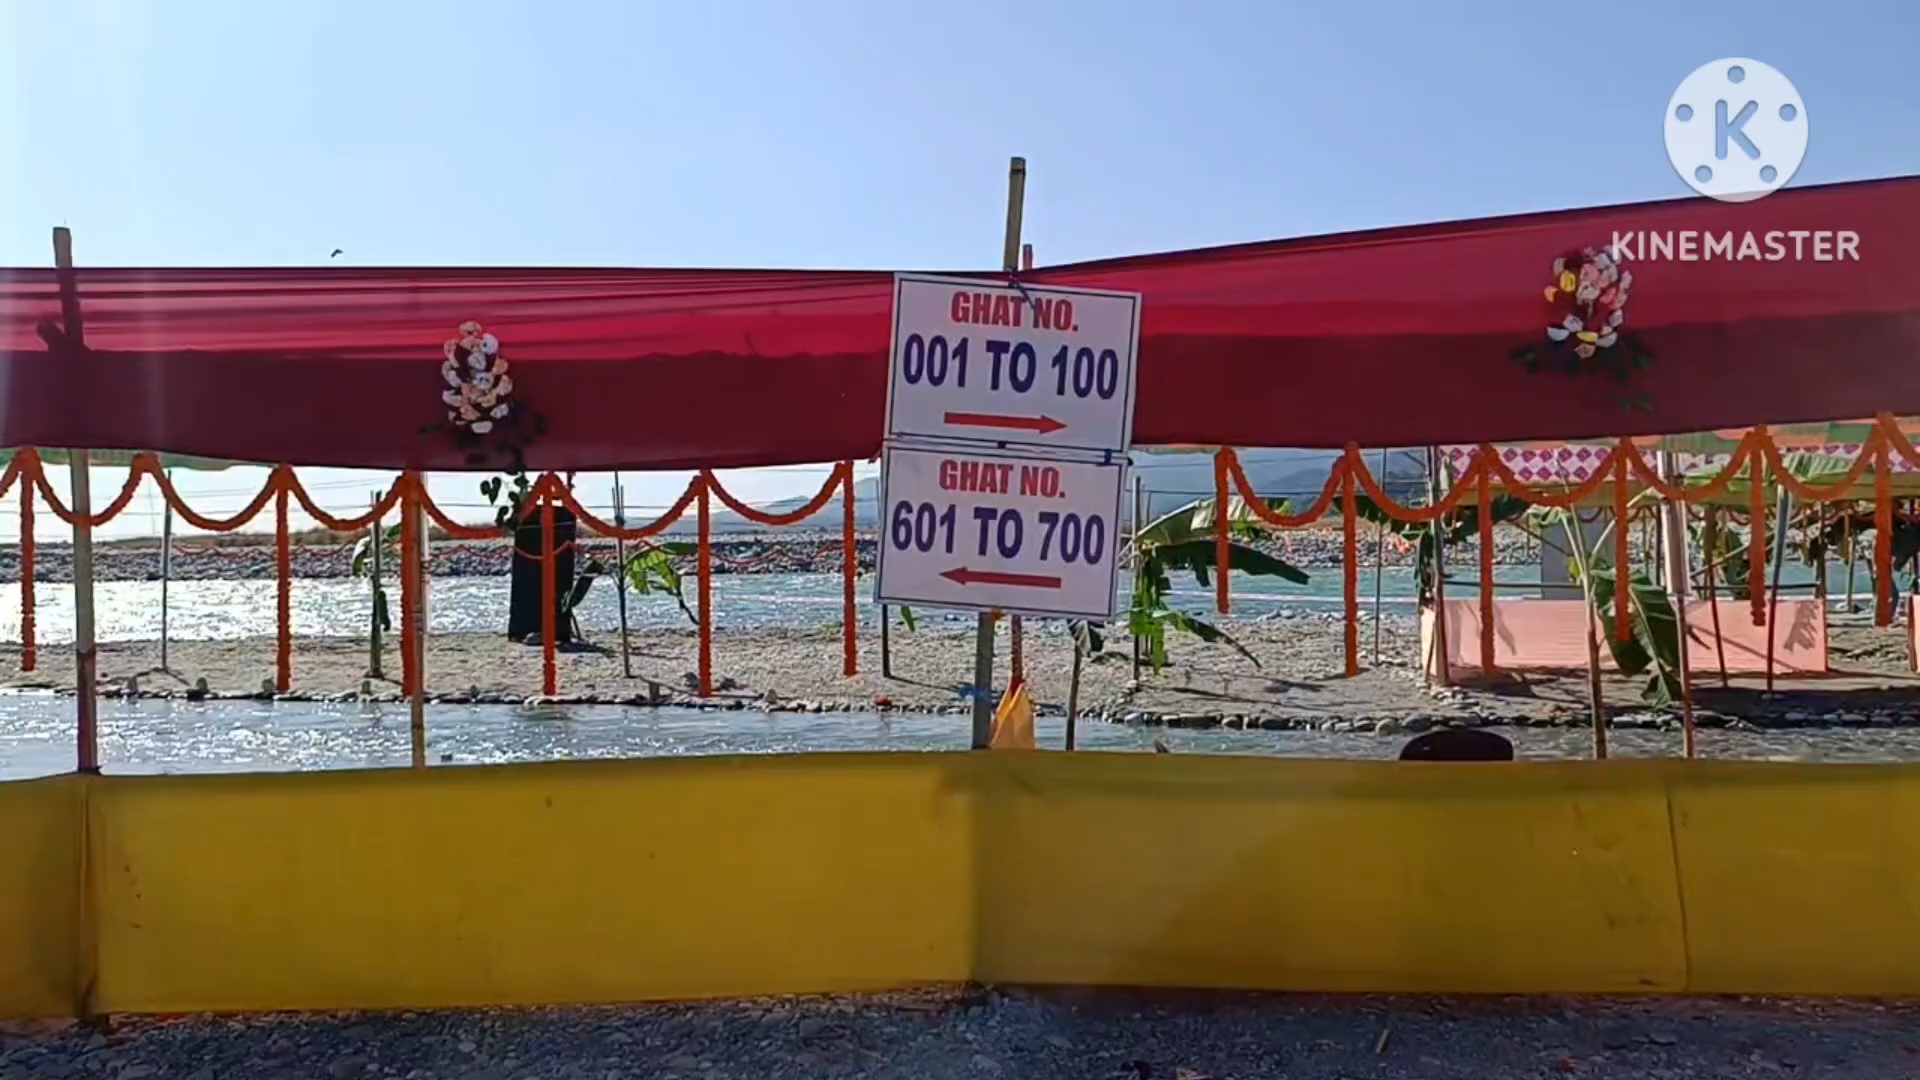 K
KINEMASTER
GHAT NO.
001 TO 100
GHAT NO.
601 TO 700